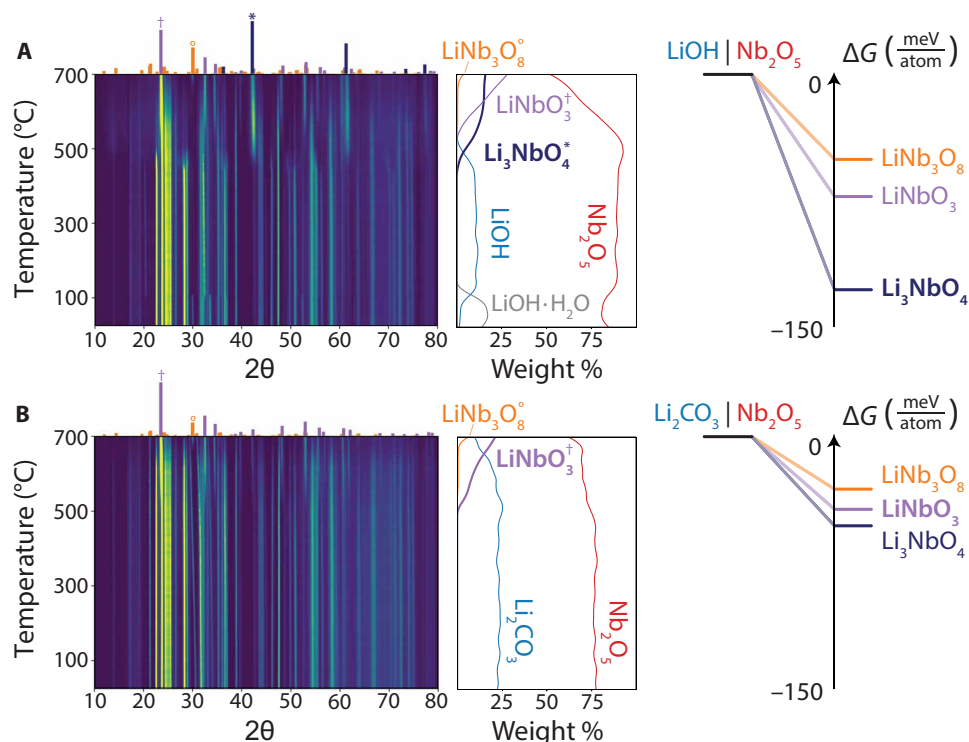 A
†
o
*
700
500
300
100
Temperature (°C)
10 20 30 40 50 60 70 80
2θ
LiNb₃O₈°
LiNbO₃†
Li₃NbO₄*
LiOH
Nb₂O₅
LiOH·H₂O
25 75
Weight %
LiOH | Nb₂O₅
ΔG (meV/atom)
0
LiNb₃O₈
LiNbO₃
Li₃NbO₄
−150
B
†
o
700
500
300
100
Temperature (°C)
10 20 30 40 50 60 70 80
2θ
LiNb₃O₈°
LiNbO₃†
Li₂CO₃
Nb₂O₅
25 75
Weight %
Li₂CO₃ | Nb₂O₅
ΔG (meV/atom)
0
LiNb₃O₈
LiNbO₃
Li₃NbO₄
−150